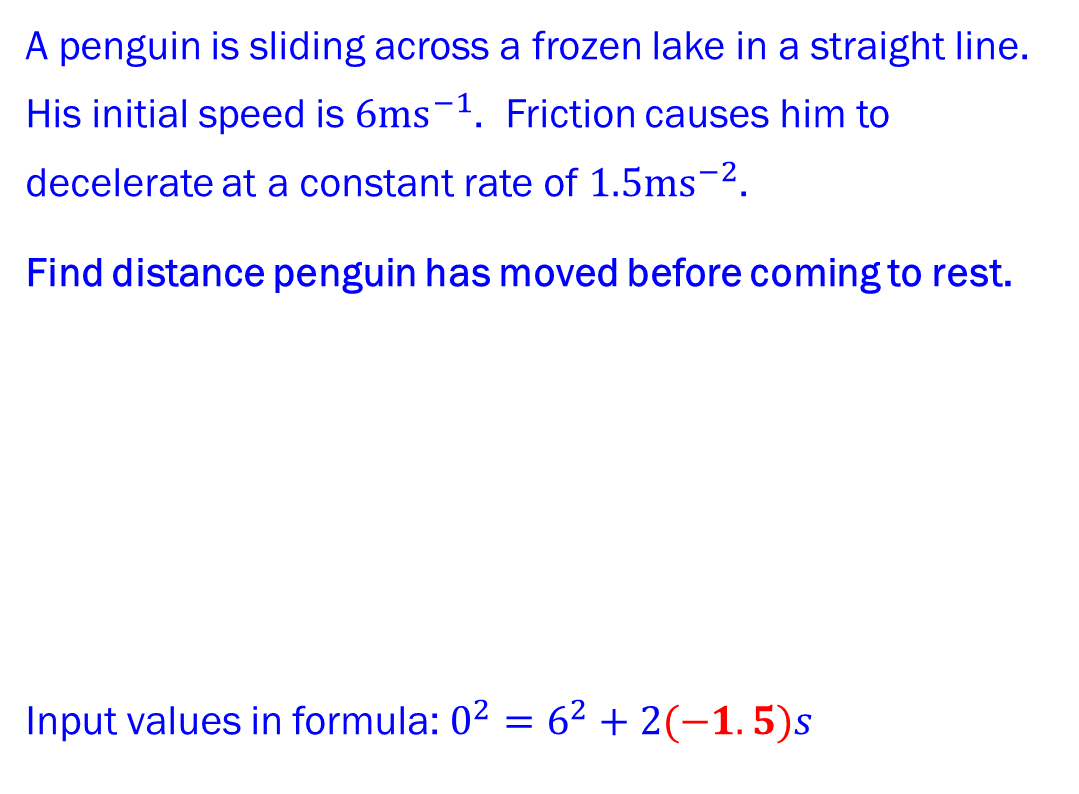 A penguin is sliding across a frozen lake in a straight line.
His initial speed is 6ms⁻¹. Friction causes him to
decelerate at a constant rate of 1.5ms⁻².
Find distance penguin has moved before coming to rest.
Input values in formula: 0² = 6² + 2(−1.5)s